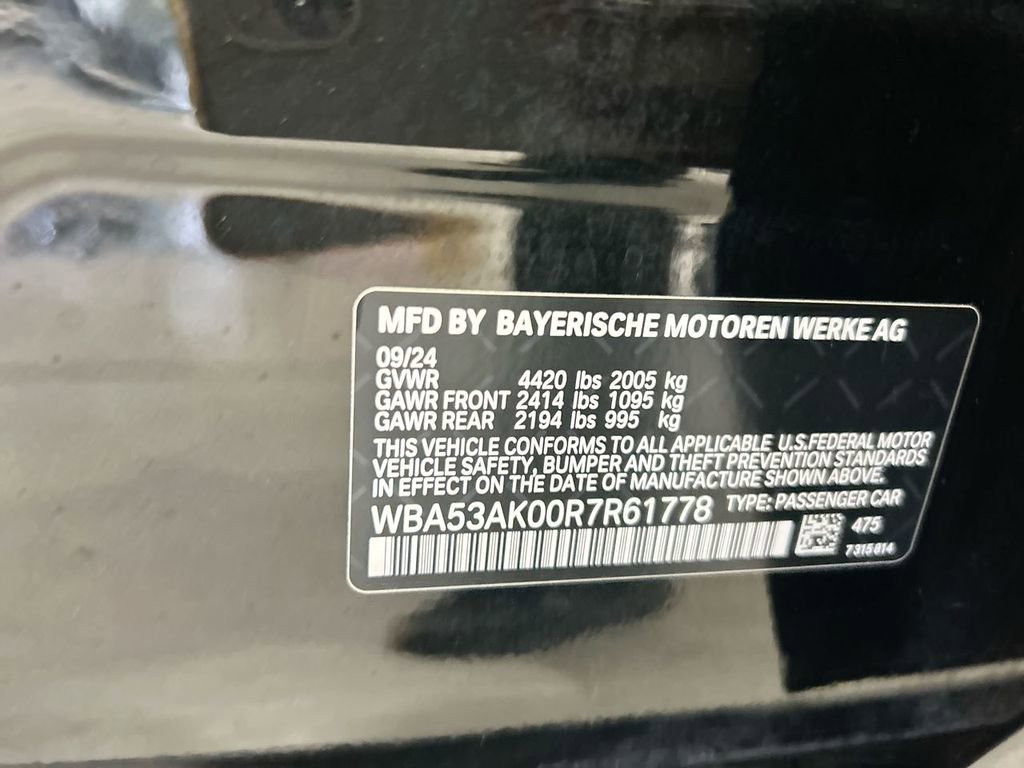 MFD BY BAYERISCHE MOTOREN WERKE AG
09/24
GVWR 4420 lbs 2005 kg
GAWR FRONT 2414 lbs 1095 kg
GAWR REAR 2194 lbs 995 kg
THIS VEHICLE CONFORMS TO ALL APPLICABLE U.S.FEDERAL MOTOR
VEHICLE SAFETY, BUMPER AND THEFT PREVENTION STANDARDS
IN EFFECT ON THE DATE OF MANUFACTURE SHOWN ABOVE.
WBA53AK00R7R61778 TYPE: PASSENGER CAR
475
7315814